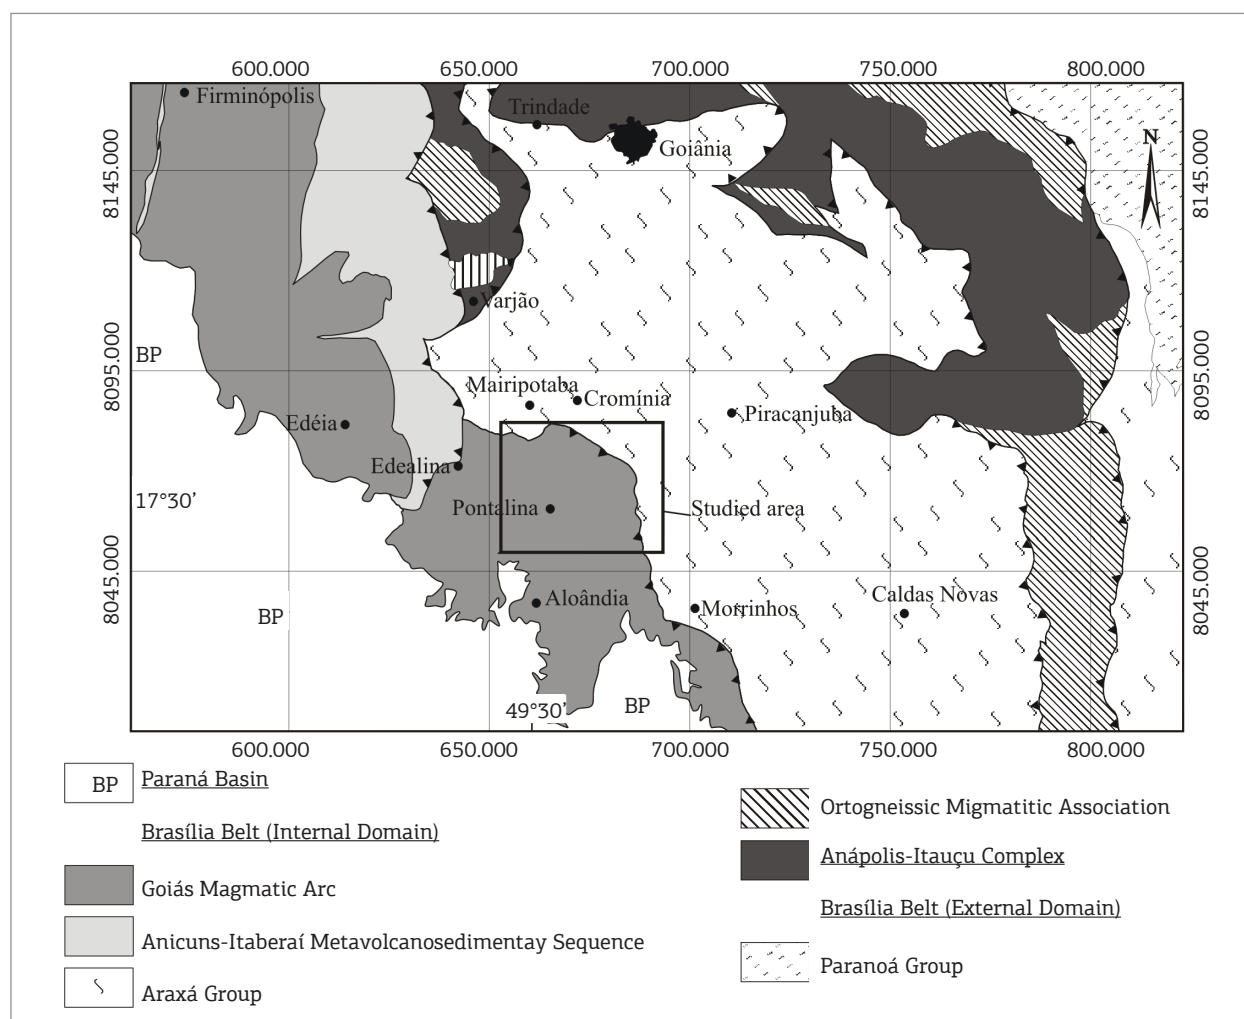 600.000 650.000 700.000 750.000 800.000
Firminópolis
Trindade
Goiânia
N
8145.000
8145.000
Varjão
BP
8095.000
8095.000
Mairipotaba
Cromínia
Piracanjuba
Edéia
Edealina
17°30'
Pontalina
Studied area
8045.000
8045.000
Aloândia
Morrinhos
Caldas Novas
BP
BP
49°30'
600.000 650.000 700.000 750.000 800.000
BP Paraná Basin
Brasília Belt (Internal Domain)
Goiás Magmatic Arc
Anicuns-Itaberaí Metavolcanosedimentay Sequence
Araxá Group
Ortogneissic Migmatitic Association
Anápolis-Itauçu Complex
Brasília Belt (External Domain)
Paranoá Group